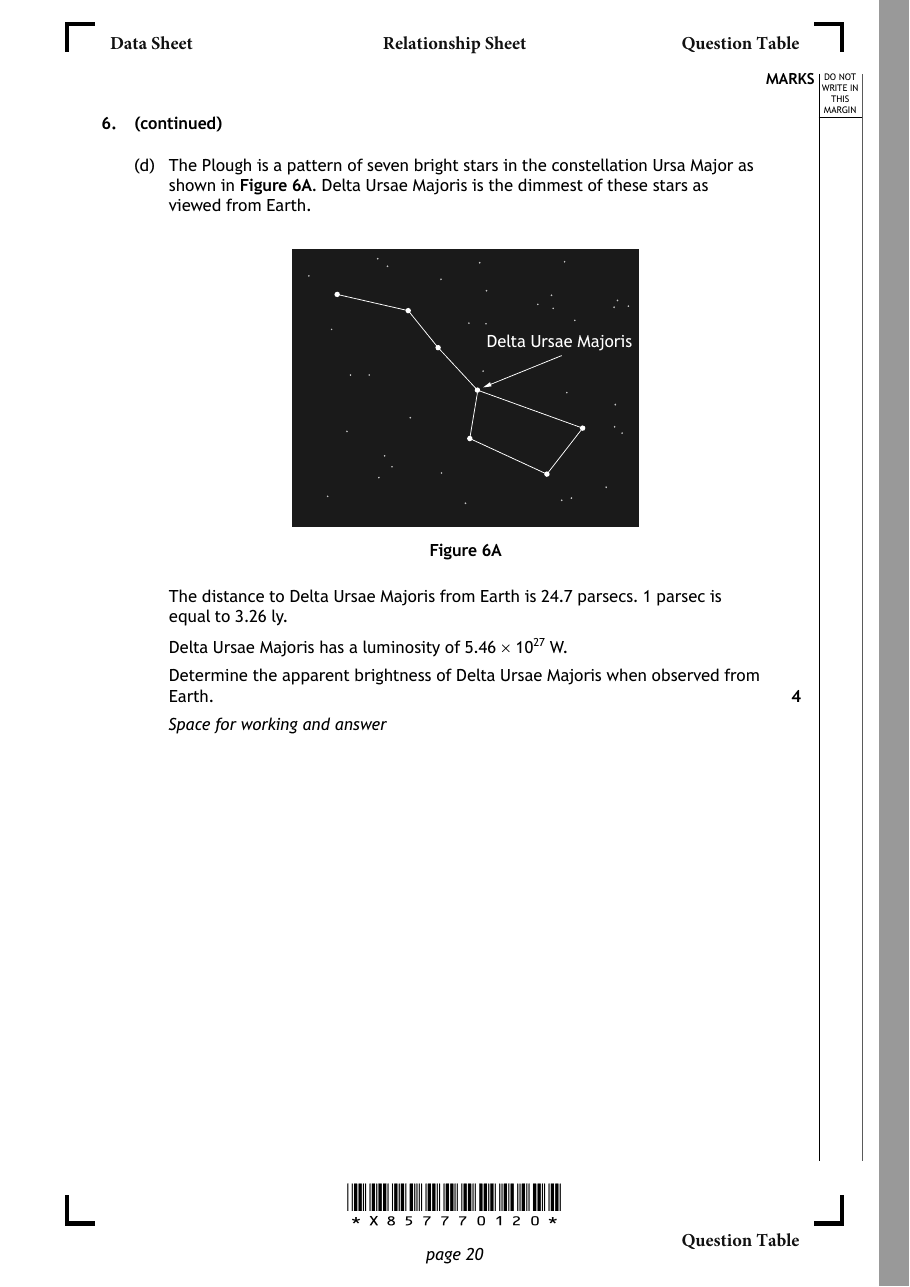 Data Sheet Relationship Sheet Question Table
MARKS
DO NOT
WRITE IN
THIS
MARGIN
6. (continued)
(d) The Plough is a pattern of seven bright stars in the constellation Ursa Major as
shown in Figure 6A. Delta Ursae Majoris is the dimmest of these stars as
viewed from Earth.
Delta Ursae Majoris
Figure 6A
The distance to Delta Ursae Majoris from Earth is 24.7 parsecs. 1 parsec is
equal to 3.26 ly.
Delta Ursae Majoris has a luminosity of 5.46 × 10²⁷ W.
Determine the apparent brightness of Delta Ursae Majoris when observed from
Earth. 4
Space for working and answer
* X 8 5 7 7 7 0 1 2 0 *
Question Table
page 20